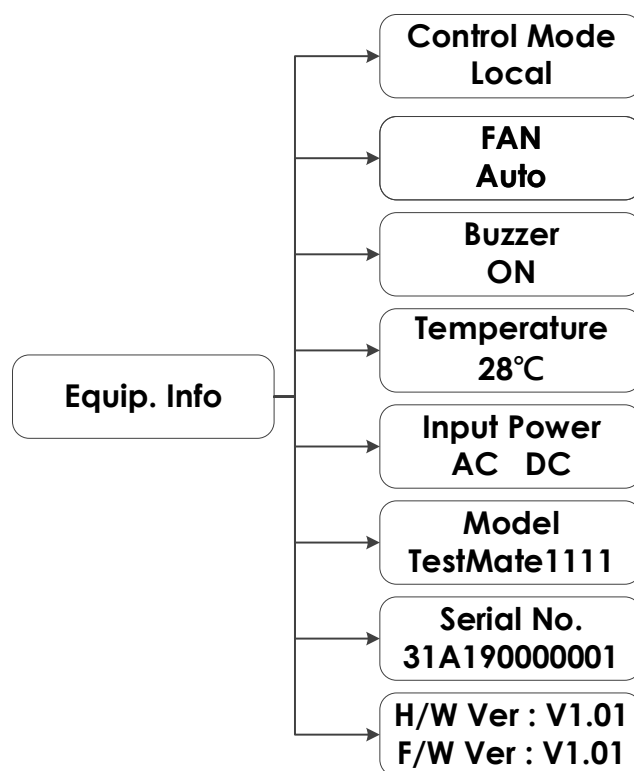 Control Mode
Local
FAN
Auto
Buzzer
ON
Temperature
28℃
Equip. Info
Input Power
AC DC
Model
TestMate1111
Serial No.
31A190000001
H/W Ver : V1.01
F/W Ver : V1.01